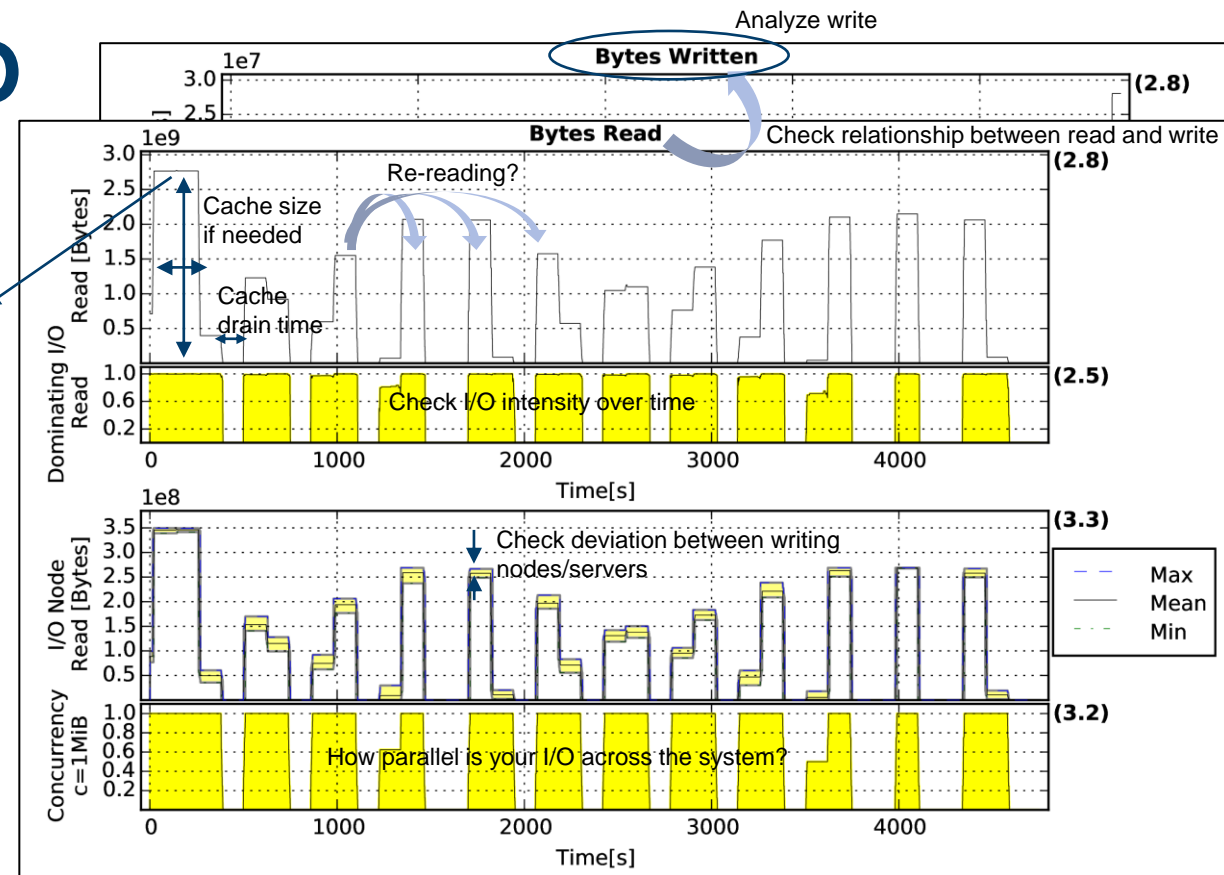 Analyze write
Bytes Written
1e7
3.0
2.5
(2.8)
Bytes Read
Check relationship between read and write
1e9
3.0
2.5
2.0
1.5
1.0
0.5
Read [Bytes]
(2.8)
Re-reading?
Cache size
if needed
Cache
drain time
Dominating I/O
Read
1.0
0.6
0.2
(2.5)
Check I/O intensity over time
0 1000 2000 3000 4000
Time[s]
1e8
3.5
3.0
2.5
2.0
1.5
1.0
0.5
I/O Node
Read [Bytes]
(3.3)
Check deviation between writing
nodes/servers
Max
Mean
Min
Concurrency
c=1MiB
1.0
0.8
0.6
0.4
0.2
(3.2)
How parallel is your I/O across the system?
0 1000 2000 3000 4000
Time[s]